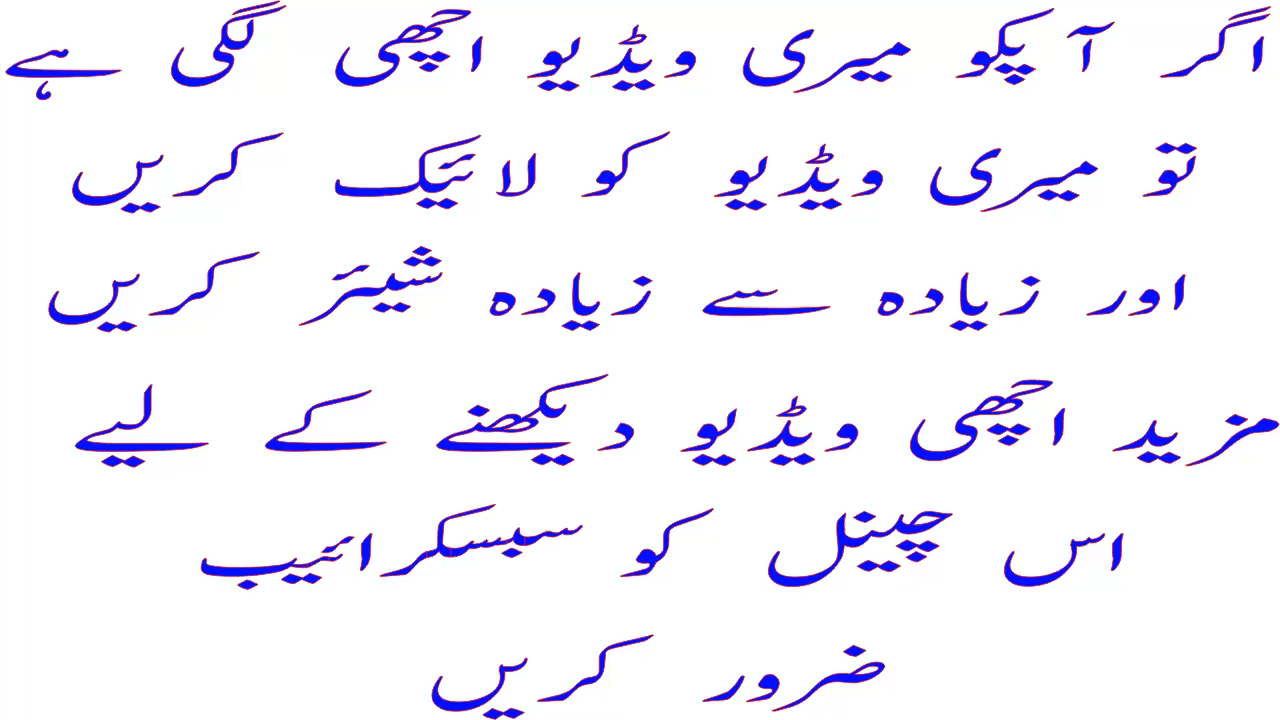 اگر آپکو میری ویڈیو اچھی لگی ہے
تو میری ویڈیو کو لائیک کریں
اور زیادہ سے زیادہ شیئر کریں
مزید اچھی ویڈیو دیکھنے کے لیے
اس چینل کو سبسکرائیب
ضرور کریں